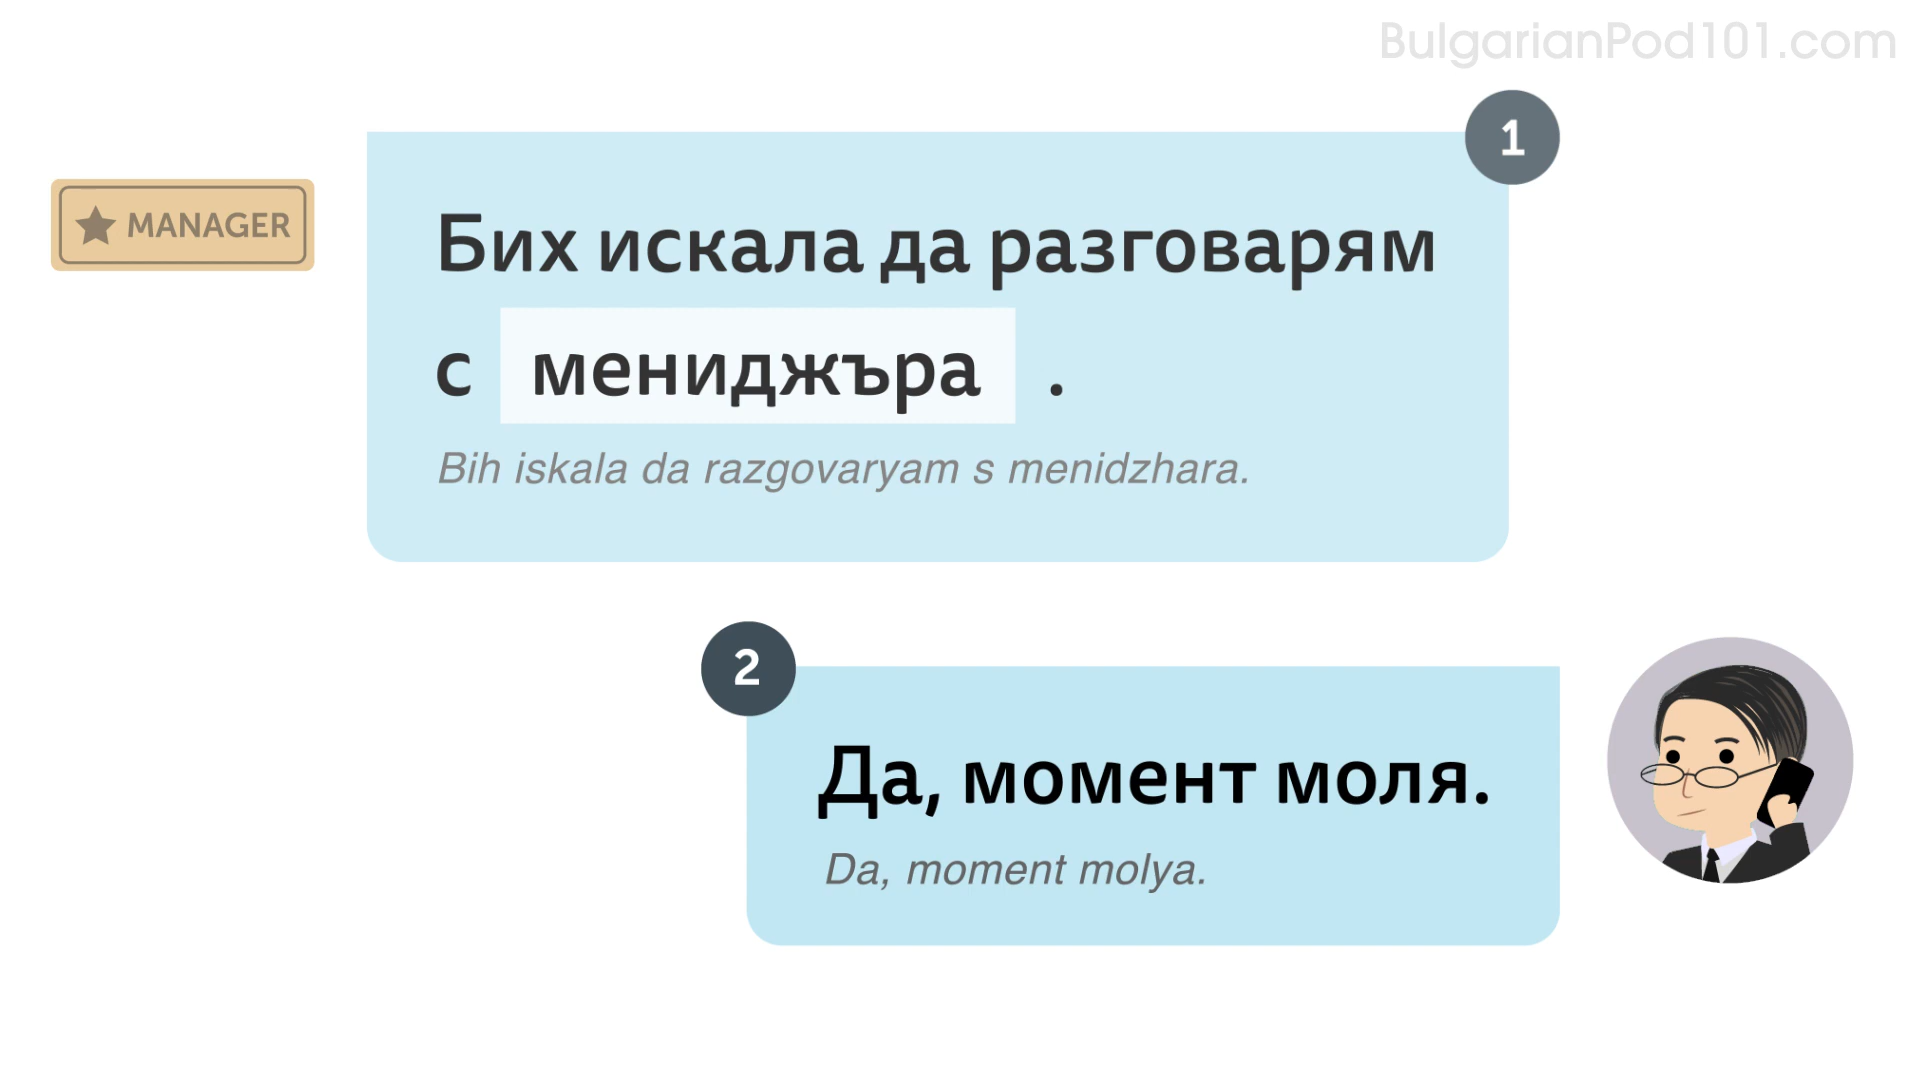 BulgarianPod101.com
1
★ MANAGER
Бих искала да разговарям
с мениджъра .
Bih iskala da razgovaryam s menidzhara.
2
Да, момент моля.
Da, moment molya.